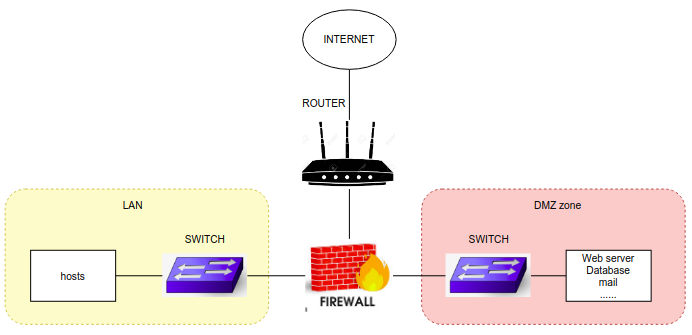 INTERNET
ROUTER
LAN
DMZ zone
SWITCH
SWITCH
hosts
Web server
Database
mail
......
FIREWALL